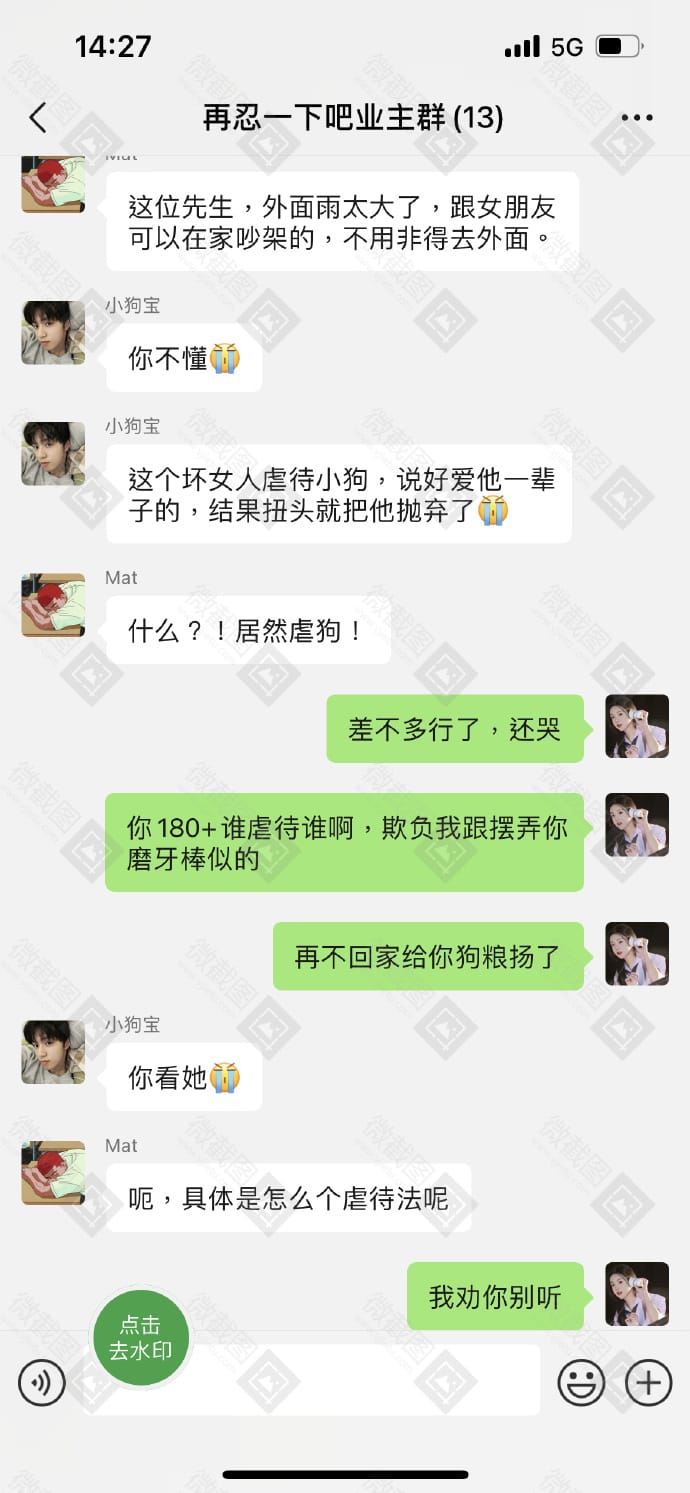 14:27
5G
再忍一下吧业主群(13)
Mat
这位先生，外面雨太大了，跟女朋友
可以在家吵架的，不用非得去外面。
小狗宝
你不懂😭
小狗宝
这个坏女人虐待小狗，说好爱他一辈
子的，结果扭头就把他抛弃了😭
Mat
什么？！居然虐狗！
差不多行了，还哭
你180+谁虐待谁啊，欺负我跟摆弄你
磨牙棒似的
再不回家给你狗粮扬了
小狗宝
你看她😭
Mat
呃，具体是怎么个虐待法呢
我劝你别听
点击
去水印
微截图